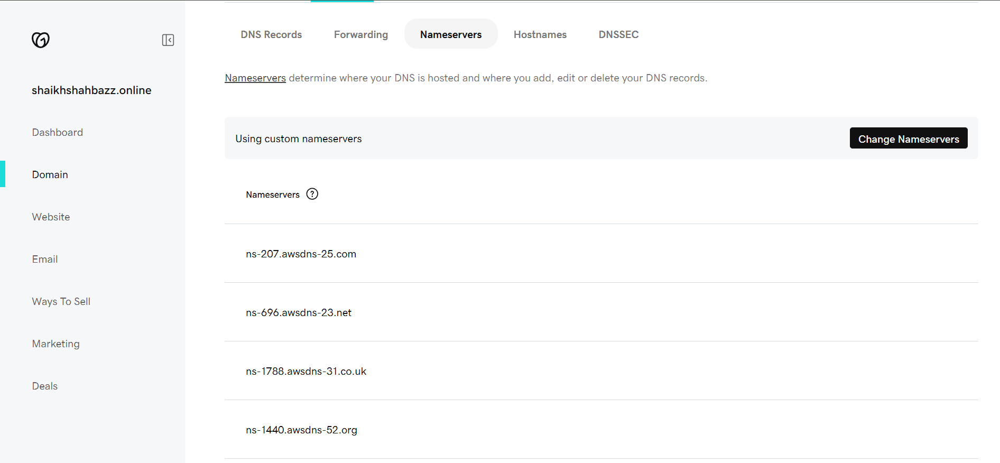 DNS Records Forwarding Nameservers Hostnames DNSSEC
Nameservers determine where your DNS is hosted and where you add, edit or delete your DNS records.
shaikhshahbazz.online
Dashboard
Domain
Website
Email
Ways To Sell
Marketing
Deals
Using custom nameservers
Change Nameservers
Nameservers ?
ns-207.awsdns-25.com
ns-696.awsdns-23.net
ns-1788.awsdns-31.co.uk
ns-1440.awsdns-52.org